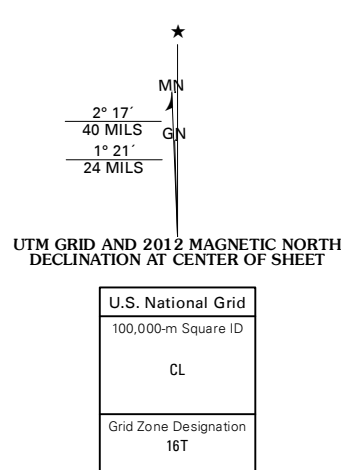 ★
MN
2° 17´
40 MILS
GN
1° 21´
24 MILS
UTM GRID AND 2012 MAGNETIC NORTH
DECLINATION AT CENTER OF SHEET
U.S. National Grid
100,000-m Square ID
CL
Grid Zone Designation
16T